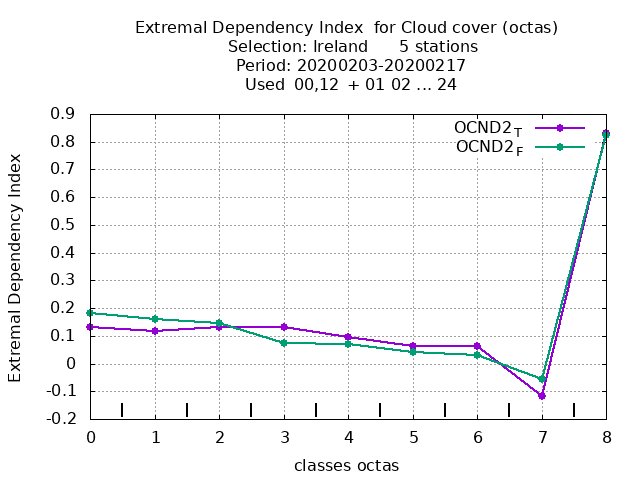 Extremal Dependency Index  for Cloud cover (octas)
Selection: Ireland      5 stations
Period: 20200203-20200217
Used  00,12  + 01 02 ... 24
Extremal Dependency Index
0.9
0.8
0.7
0.6
0.5
0.4
0.3
0.2
0.1
0
-0.1
-0.2
OCND2T
OCND2F
0 1 2 3 4 5 6 7 8
classes octas